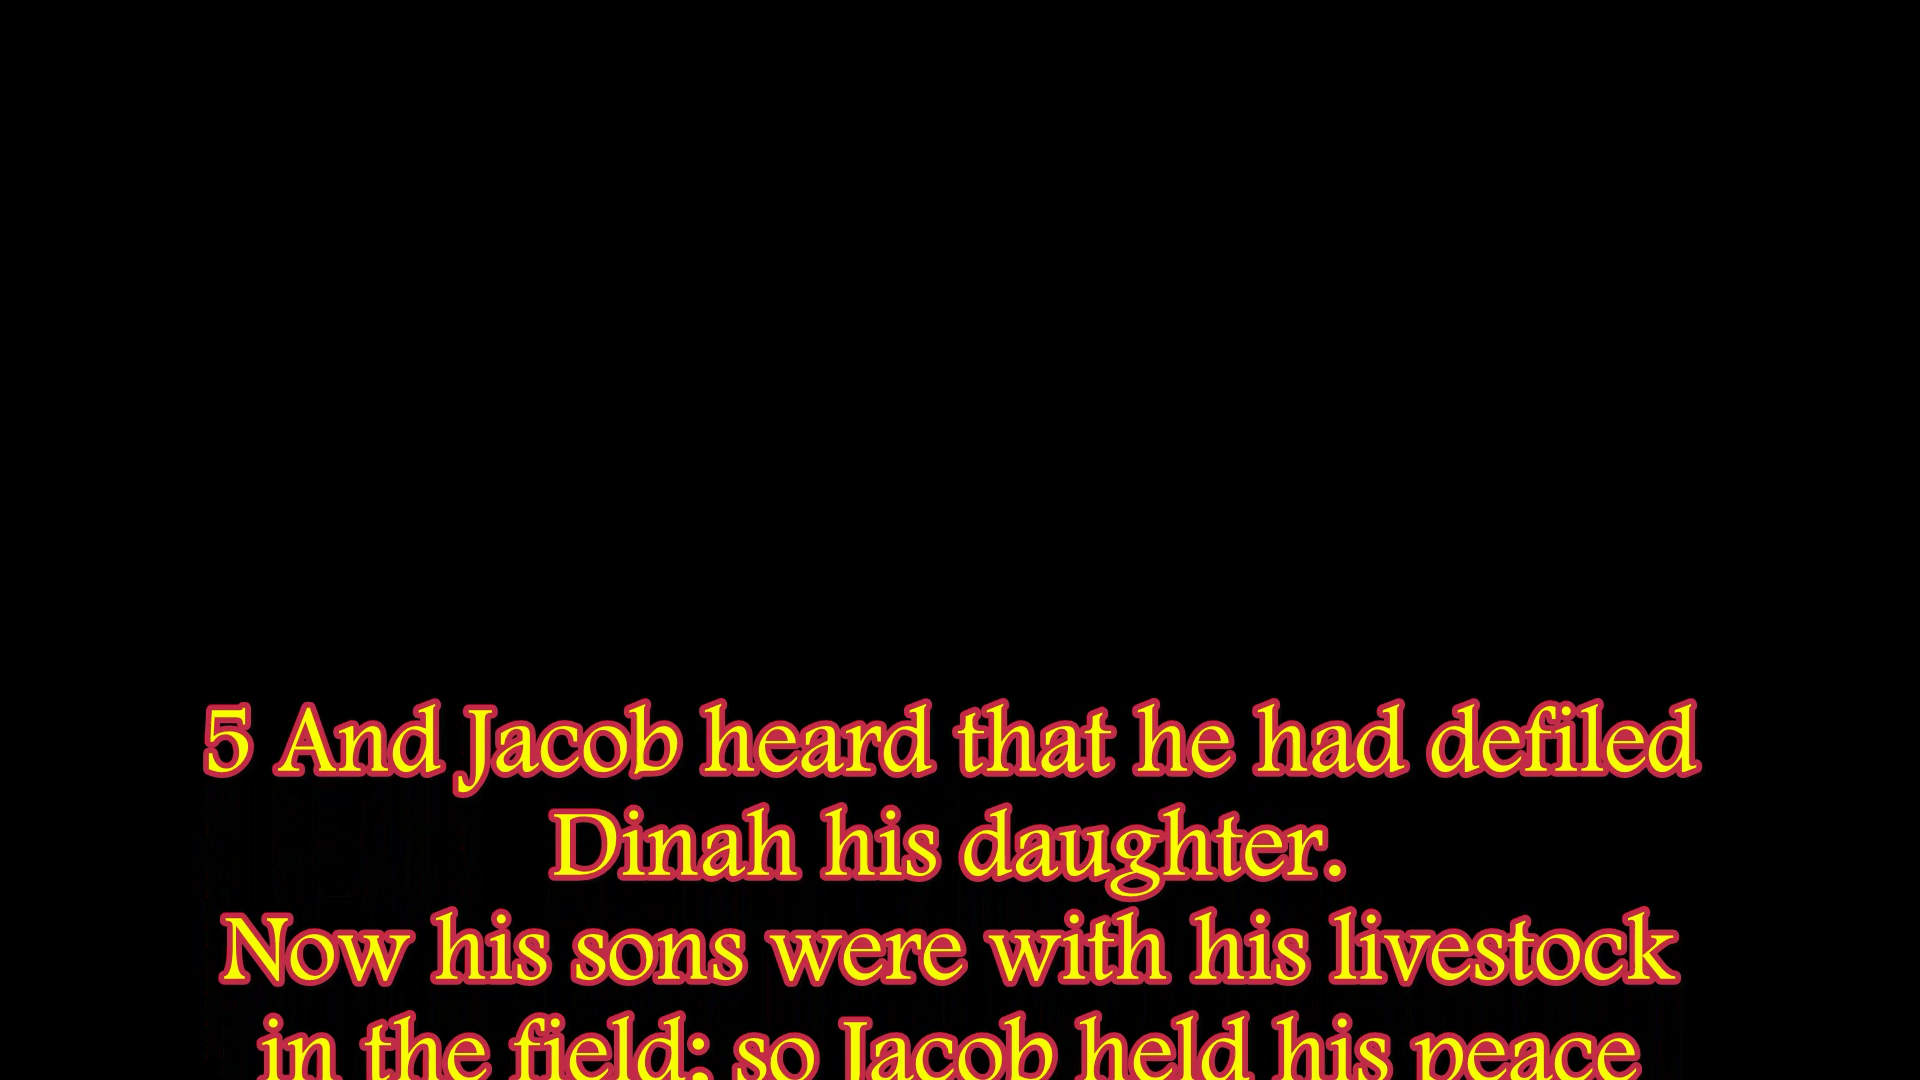 5 And Jacob heard that he had defiled
Dinah his daughter.
Now his sons were with his livestock
in the field; so Jacob held his peace